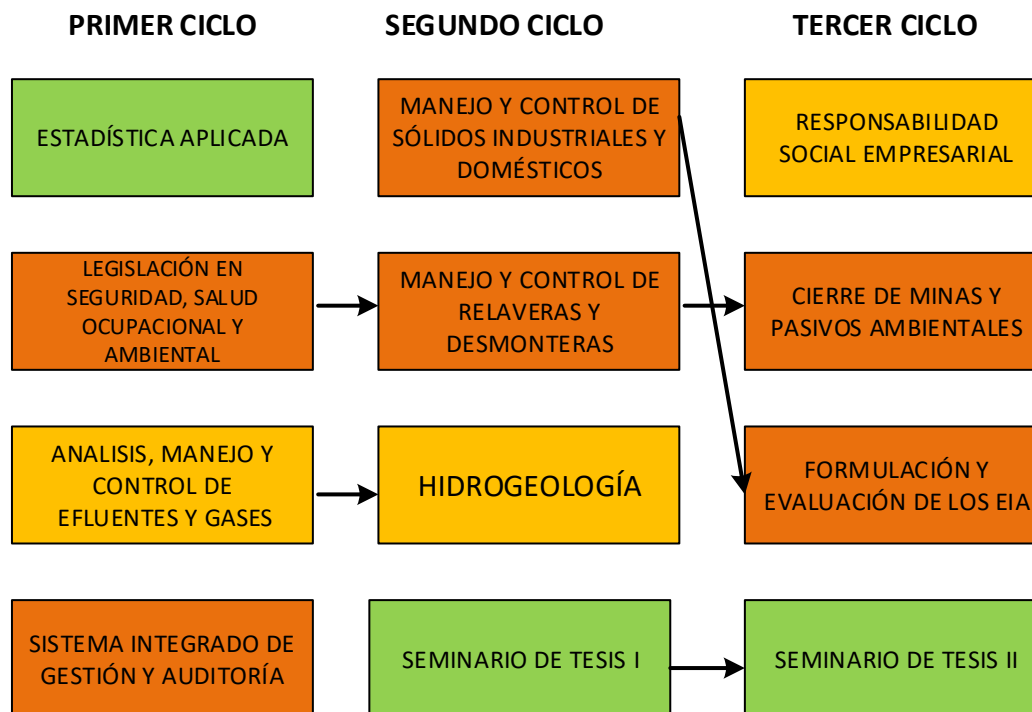 PRIMER CICLO
SEGUNDO CICLO
TERCER CICLO
ESTADÍSTICA APLICADA
MANEJO Y CONTROL DE
SÓLIDOS INDUSTRIALES Y
DOMÉSTICOS
RESPONSABILIDAD
SOCIAL EMPRESARIAL
LEGISLACIÓN EN
SEGURIDAD, SALUD
OCUPACIONAL Y
AMBIENTAL
MANEJO Y CONTROL DE
RELAVERAS Y
DESMONTERAS
CIERRE DE MINAS Y
PASIVOS AMBIENTALES
ANALISIS, MANEJO Y
CONTROL DE
EFLUENTES Y GASES
HIDROGEOLOGÍA
FORMULACIÓN Y
EVALUACIÓN DE LOS EIA
SISTEMA INTEGRADO DE
GESTIÓN Y AUDITORÍA
SEMINARIO DE TESIS I
SEMINARIO DE TESIS II